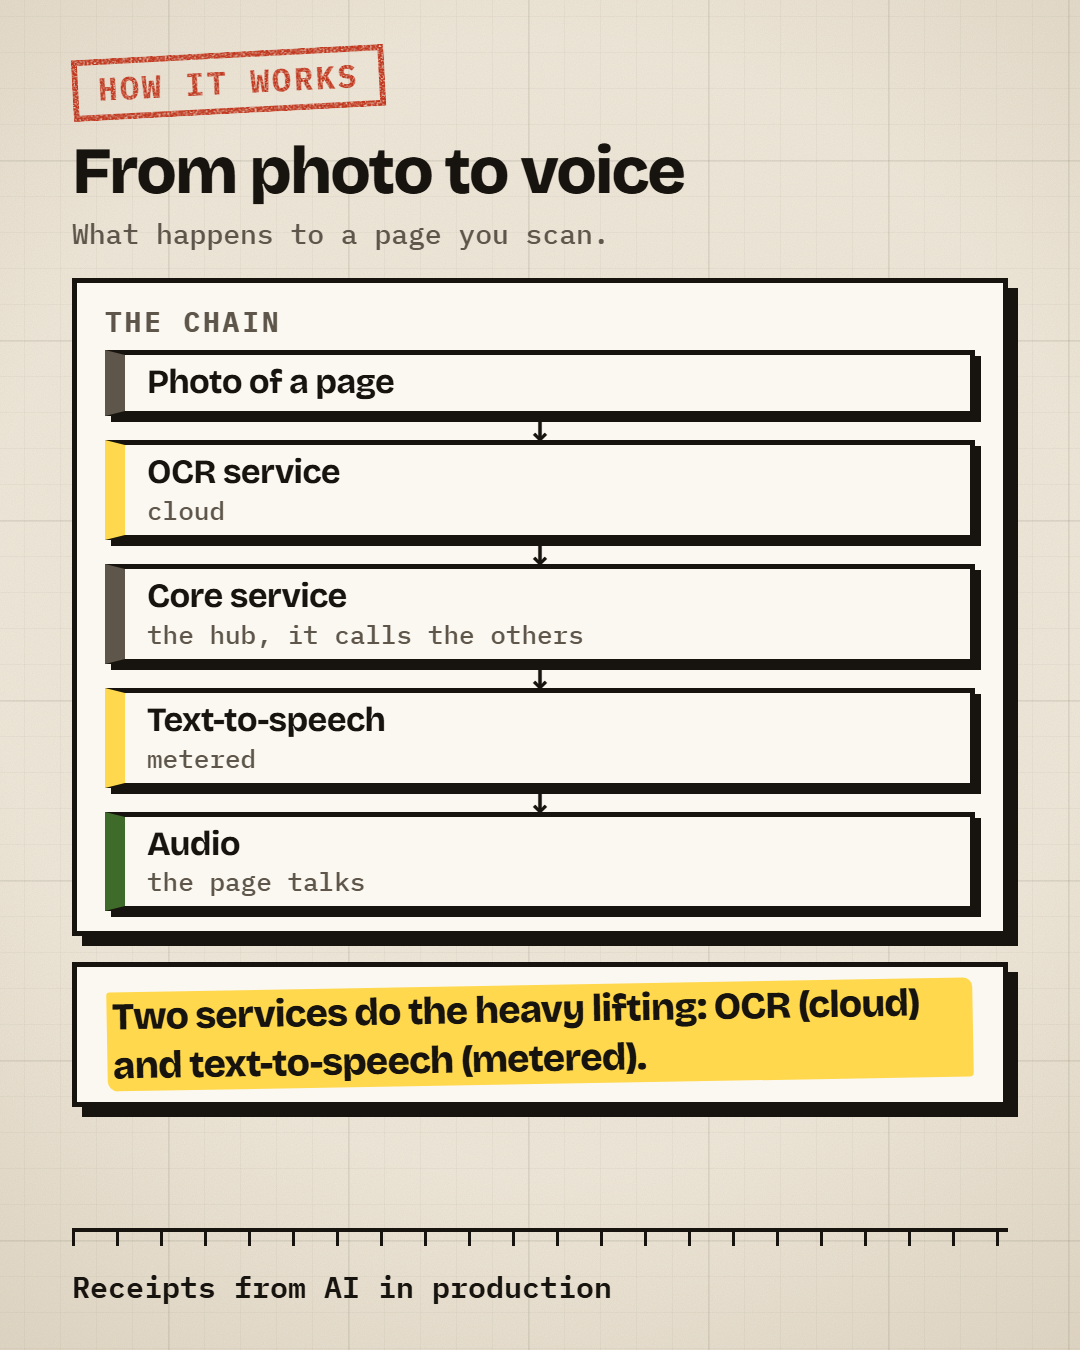 HOW IT WORKS
From photo to voice
What happens to a page you scan.
THE CHAIN
Photo of a page
↓
OCR service
cloud
↓
Core service
the hub, it calls the others
↓
Text-to-speech
metered
↓
Audio
the page talks
Two services do the heavy lifting: OCR (cloud)
and text-to-speech (metered).
Receipts from AI in production